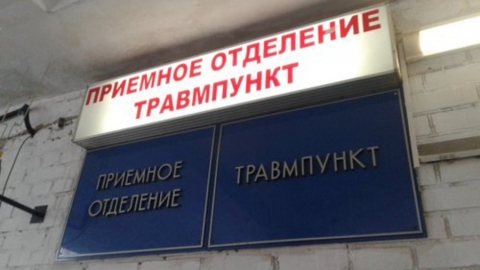 ПРИЕМНОЕ ОТДЕЛЕНИЕ
ТРАВМПУНКТ
ПРИЕМНОЕ
ОТДЕЛЕНИЕ
ТРАВМПУНКТ